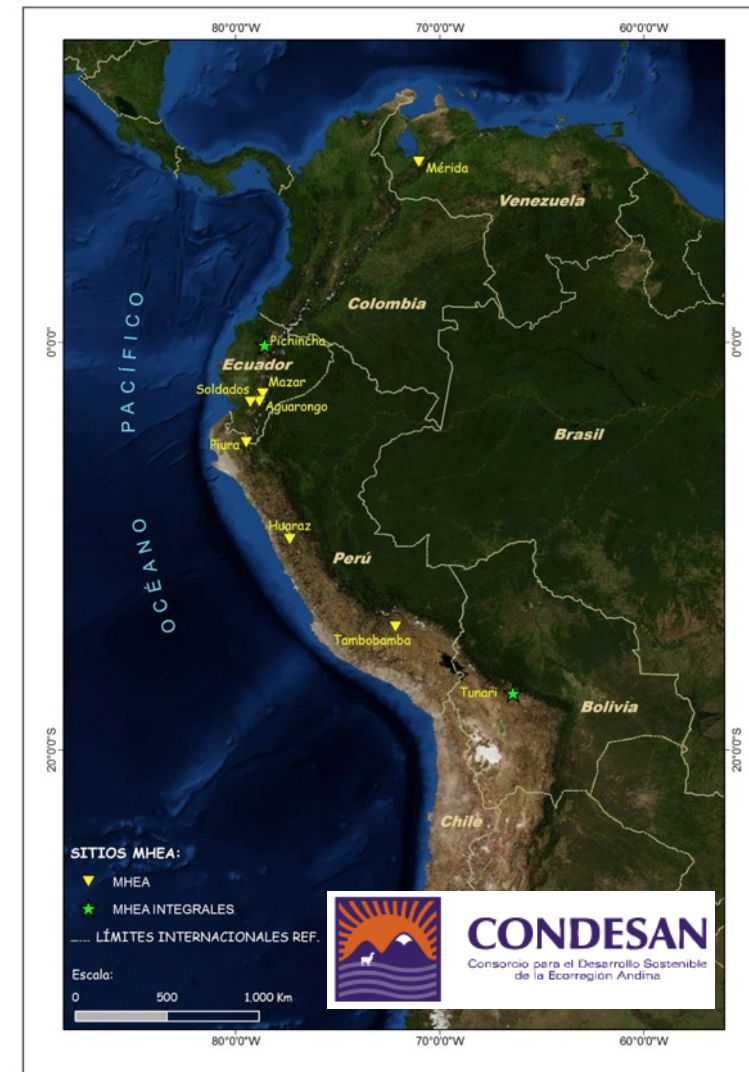 80°0'0"W
70°0'0"W
60°0'0"W
Mérida
Venezuela
Colombia
PACÍFICO
0°0'0"
0°0'0"
Pichincha
Ecuador
Soldados
Mazar
Aguarongo
Piura
Brasil
OCÉANO
Huaraz
Perú
Tambobamba
Tunari
Bolivia
20°0'0"S
20°0'0"S
Chile
SITIOS MHEA:
MHEA
MHEA INTEGRALES
LÍMITES INTERNACIONALES REF.
Escala:
0 500 1,000 Km
CONDESAN
Consorcio para el Desarrollo Sostenible
de la Ecorregión Andina
80°0'0"W
70°0'0"W
60°0'0"W